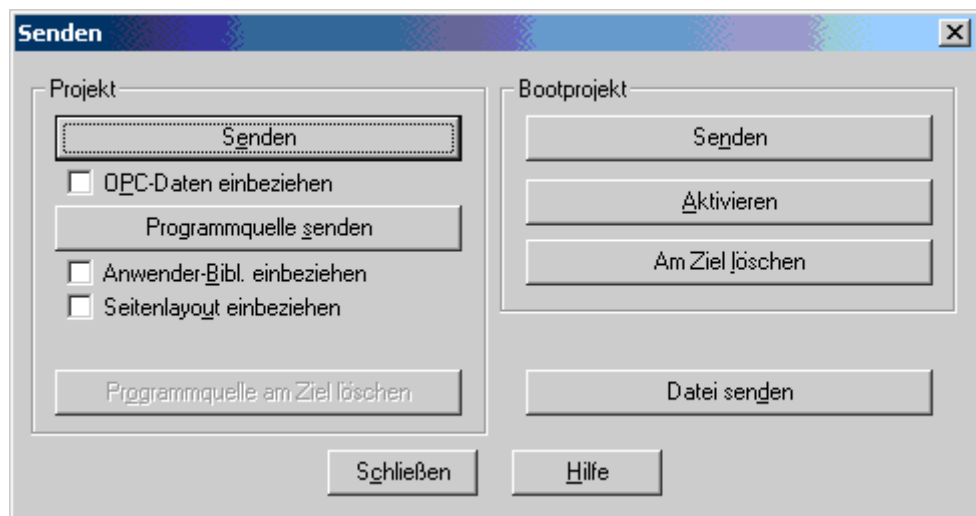 Senden
Projekt
Senden
OPC-Daten einbeziehen
Programmquelle senden
Anwender-Bibl. einbeziehen
Seitenlayout einbeziehen
Programmquelle am Ziel löschen
Bootprojekt
Senden
Aktivieren
Am Ziel löschen
Datei senden
Schließen
Hilfe